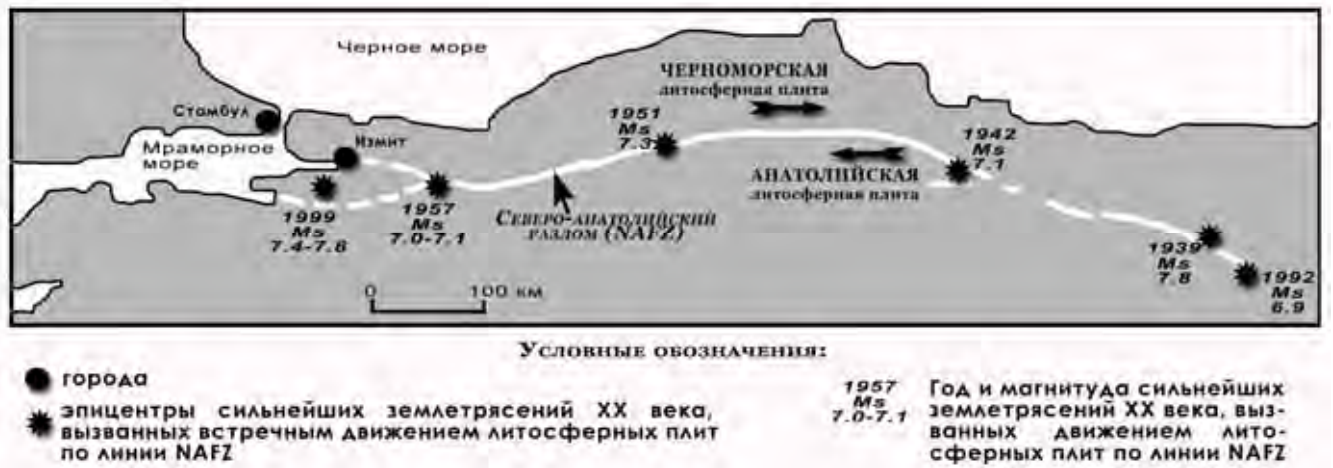 Черное море
ЧЕРНОМОРСКАЯ
литосферная плита
Стамбул
1951
Ms
7.3
1942
Ms
7.1
Измит
Мраморное
море
АНАТОЛИЙСКАЯ
литосферная плита
1999
Ms
7.4-7.8
1957
Ms
7.0-7.1
Северо-анатолийский
разлом (NAFZ)
1939
Ms
7.8
1992
Ms
6.9
0 100 км
Условные обозначения:
города
эпицентры сильнейших землетрясений XX века,
вызванных встречным движением литосферных плит
по линии NAFZ
1957
Ms
7.0-7.1
Год и магнитуда сильнейших
землетрясений XX века, выз-
ванных движением лито-
сферных плит по линии NAFZ